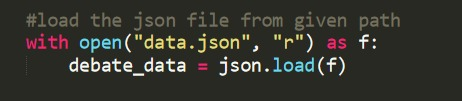 #load the json file from given path
with open("data.json", "r") as f:
    debate_data = json.load(f)